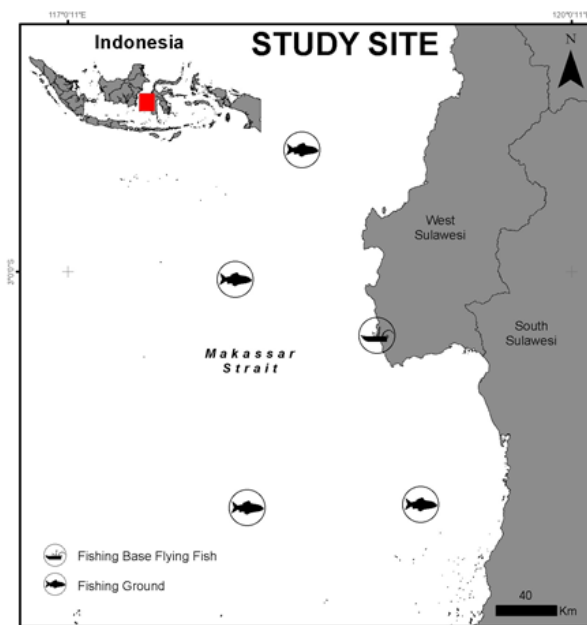 117°0'11"E
120°0'11"E
Indonesia
STUDY SITE
N
West
Sulawesi
3°0'0"S
South
Sulawesi
Makassar
Strait
Fishing Base Flying Fish
Fishing Ground
40
Km